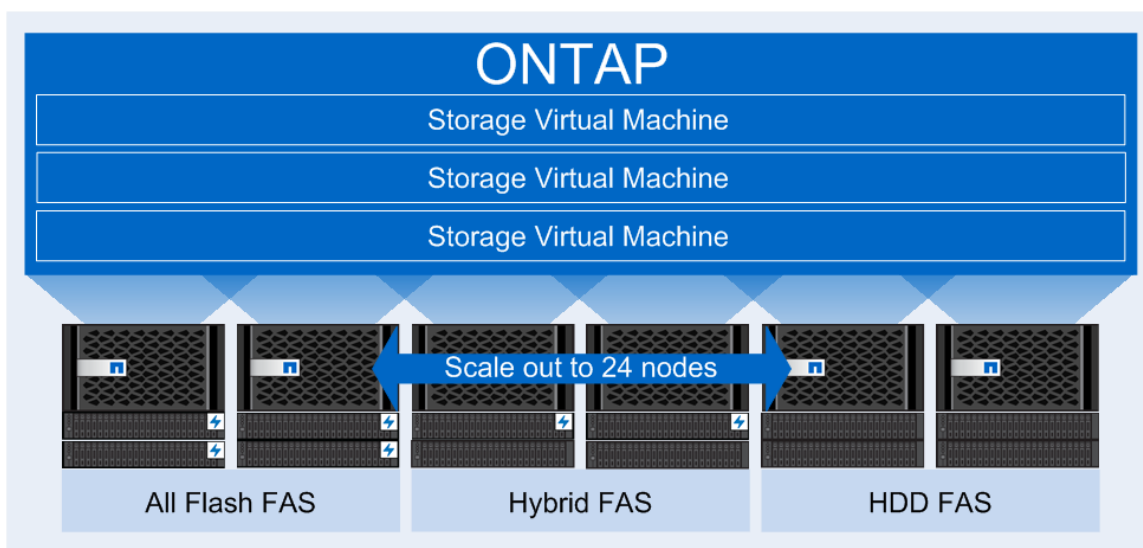 ONTAP
Storage Virtual Machine
Storage Virtual Machine
Storage Virtual Machine
Scale out to 24 nodes
All Flash FAS
Hybrid FAS
HDD FAS